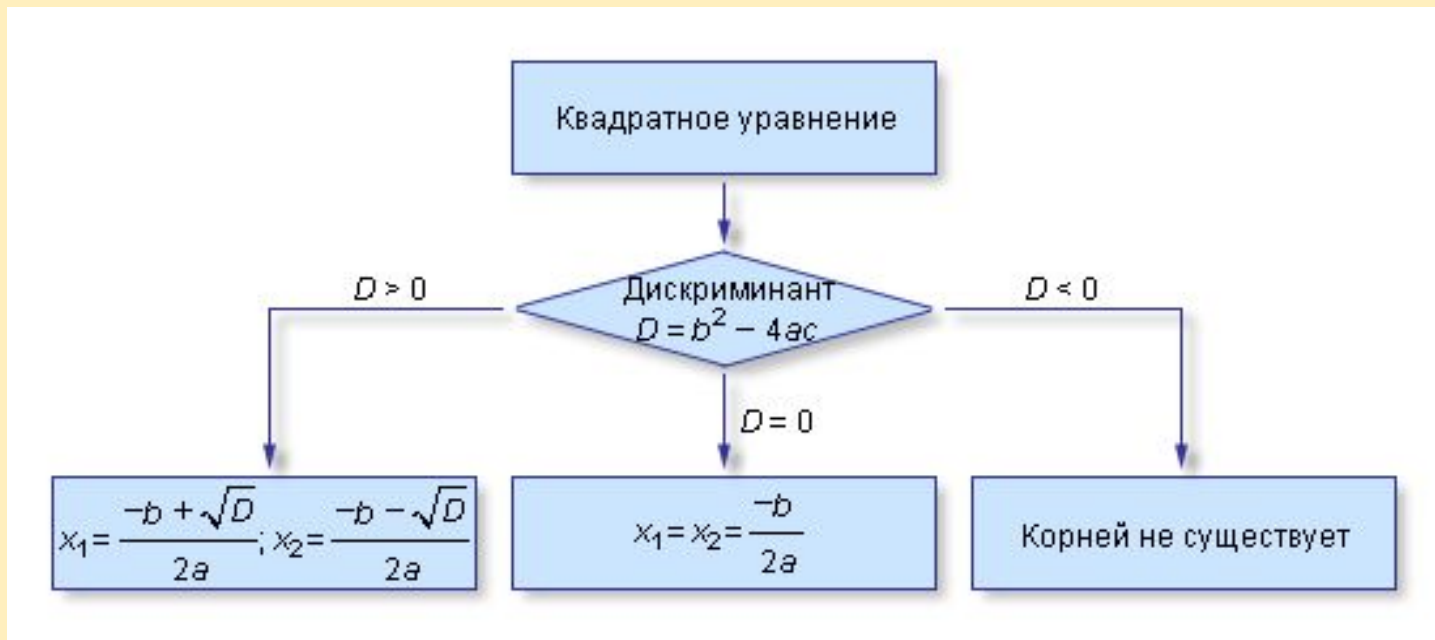 Квадратное уравнение
D > 0
Дискриминант
D < 0
D = b² − 4ac
D = 0
x₁ = (−b + √D)/2a; x₂ = (−b − √D)/2a
x₁ = x₂ = −b/2a
Корней не существует